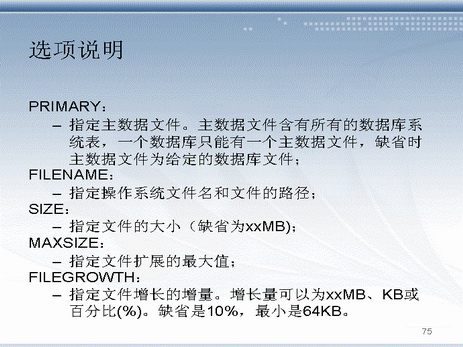 选项说明
PRIMARY:
– 指定主数据文件。主数据文件含有所有的数据库系
统表，一个数据库只能有一个主数据文件，缺省时
主数据文件为给定的数据库文件；
FILENAME:
– 指定操作系统文件名和文件的路径；
SIZE:
– 指定文件的大小（缺省为xxMB)；
MAXSIZE:
– 指定文件扩展的最大值；
FILEGROWTH:
– 指定文件增长的增量。增长量可以为xxMB、KB或
百分比(%)。缺省是10%，最小是64KB。
75